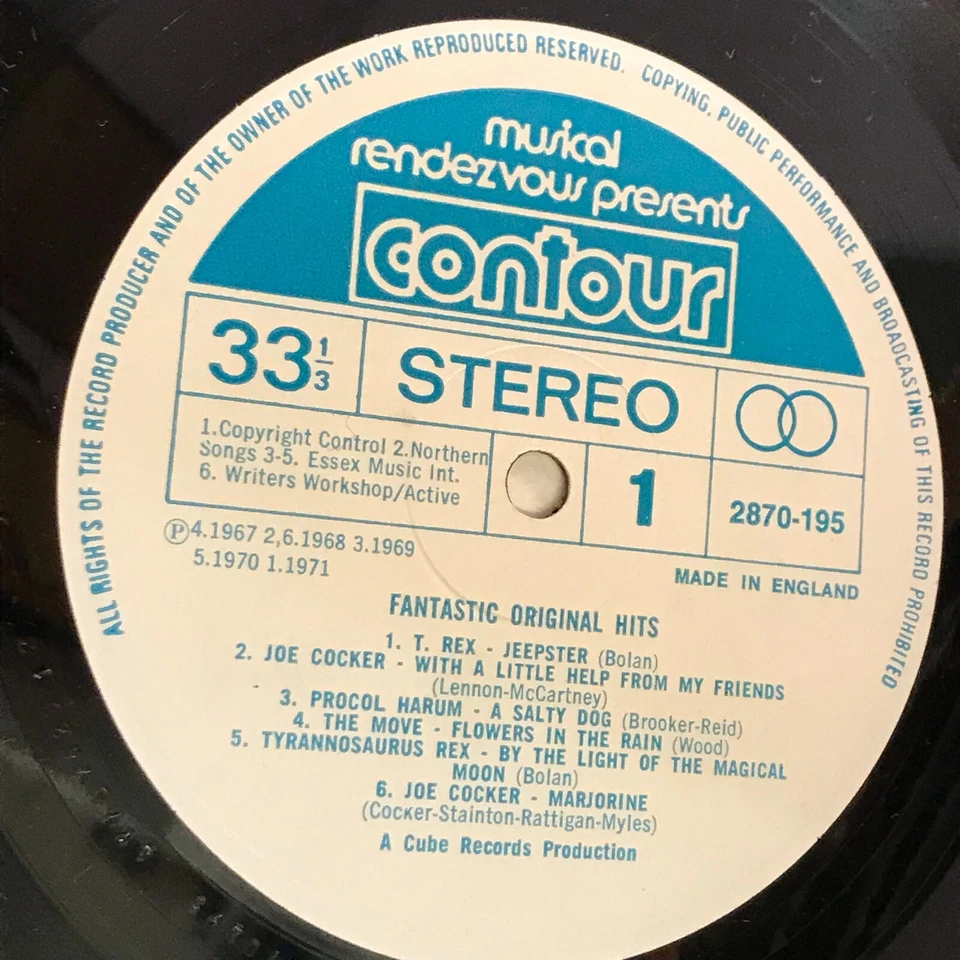 ALL RIGHTS OF THE RECORD PRODUCER AND OF THE OWNER OF THE WORK REPRODUCED RESERVED. COPYING, PUBLIC PERFORMANCE AND BROADCASTING OF THIS RECORD PROHIBITED
musical
rendezvous presents
contour
33 1/3
STEREO
1.Copyright Control 2.Northern
Songs 3-5. Essex Music Int.
6. Writers Workshop/Active
1
2870-195
Ⓟ4.1967 2,6.1968 3.1969
5.1970 1.1971
MADE IN ENGLAND
FANTASTIC ORIGINAL HITS
1. T. REX - JEEPSTER (Bolan)
2. JOE COCKER - WITH A LITTLE HELP FROM MY FRIENDS
(Lennon-McCartney)
3. PROCOL HARUM - A SALTY DOG (Brooker-Reid)
4. THE MOVE - FLOWERS IN THE RAIN (Wood)
5. TYRANNOSAURUS REX - BY THE LIGHT OF THE MAGICAL
MOON (Bolan)
6. JOE COCKER - MARJORINE
(Cocker-Stainton-Rattigan-Myles)
A Cube Records Production